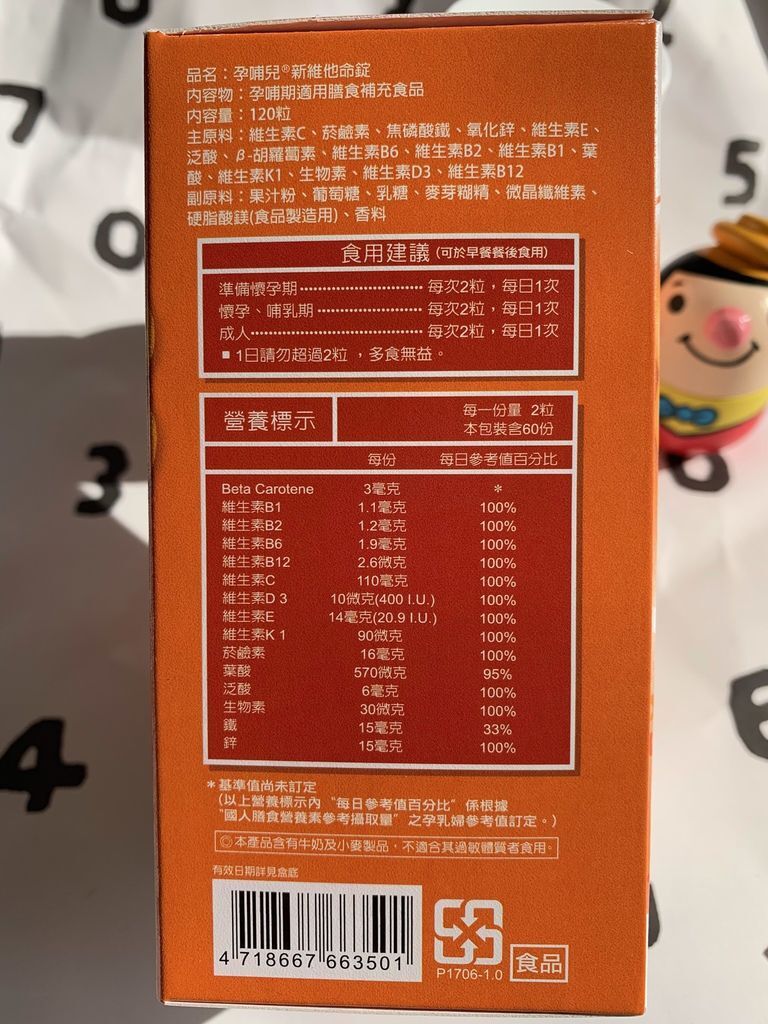 品名：孕哺兒®新維他命錠
內容物：孕哺期適用膳食補充食品
內容量：120粒
主原料：維生素C、菸鹼素、焦磷酸鐵、氧化鋅、維生素E、
泛酸、β-胡蘿蔔素、維生素B6、維生素B2、維生素B1、葉
酸、維生素K1、生物素、維生素D3、維生素B12
副原料：果汁粉、葡萄糖、乳糖、麥芽糊精、微晶纖維素、
硬脂酸鎂(食品製造用)、香料
食用建議 (可於早餐餐後食用)
準備懷孕期 每次2粒，每日1次
懷孕、哺乳期 每次2粒，每日1次
成人 每次2粒，每日1次
■ 1日請勿超過2粒，多食無益。
營養標示
每一份量 2粒
本包裝含60份
每份 每日參考值百分比
Beta Carotene 3毫克 *
維生素B1 1.1毫克 100%
維生素B2 1.2毫克 100%
維生素B6 1.9毫克 100%
維生素B12 2.6微克 100%
維生素C 110毫克 100%
維生素D 3 10微克(400 I.U.) 100%
維生素E 14毫克(20.9 I.U.) 100%
維生素K 1 90微克 100%
菸鹼素 16毫克 100%
葉酸 570微克 95%
泛酸 6毫克 100%
生物素 30微克 100%
鐵 15毫克 33%
鋅 15毫克 100%
*基準值尚未訂定
（以上營養標示內“每日參考值百分比”係根據
“國人膳食營養素參考攝取量”之孕乳婦參考值訂定。）
◎本產品含有牛奶及小麥製品，不適合其過敏體質者食用。
有效日期詳見盒底
4 718667 663501
P1706-1.0
食品
7
0
3
4
5